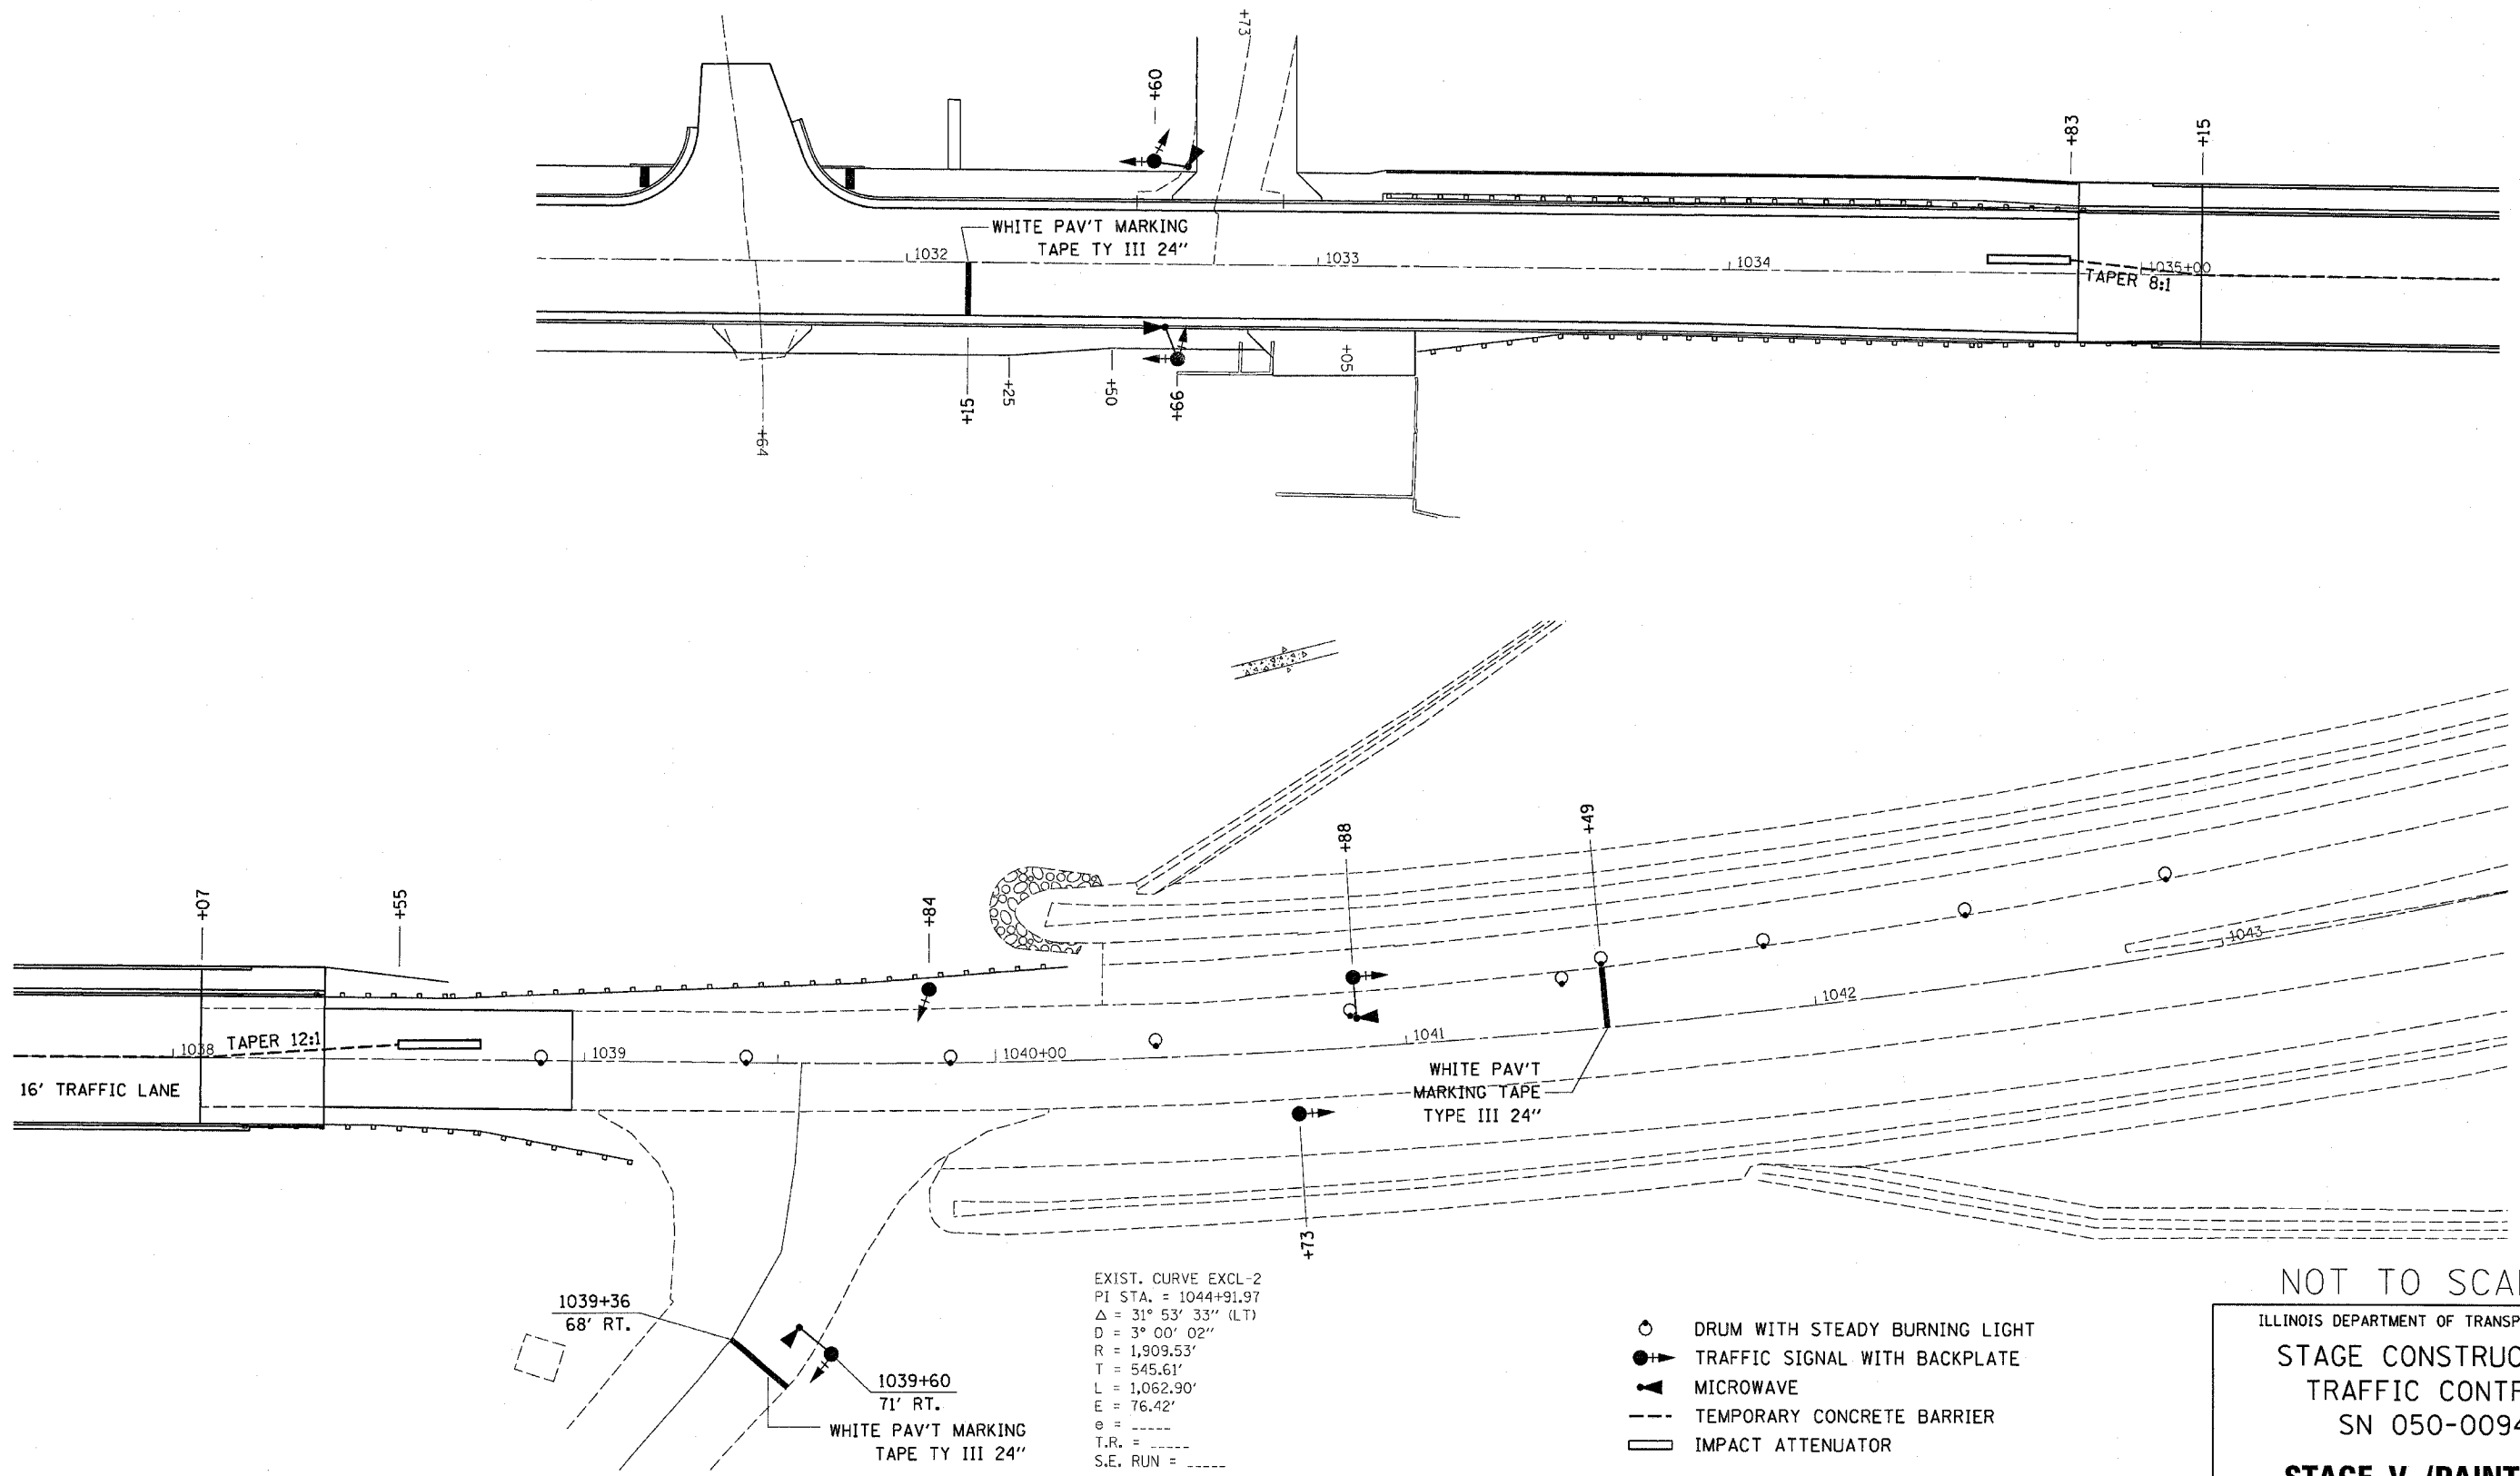 +73
+60
+83
+15
WHITE PAV'T MARKING
TAPE TY III 24"
1032
1033
1034
1035+00
TAPER 8:1
+05
+15
+25
+50
+66
+64
+49
+88
+07
+55
+84
1043
1042
1041
1038
TAPER 12:1
1039
1040+00
16' TRAFFIC LANE
WHITE PAV'T
MARKING TAPE
TYPE III 24"
+73
1039+36
68' RT.
1039+60
71' RT.
WHITE PAV'T MARKING
TAPE TY III 24"
EXIST. CURVE EXCL-2
PI STA. = 1044+91.97
Δ = 31° 53' 33" (LT)
D = 3° 00' 02"
R = 1,909.53'
T = 545.61'
L = 1,062.90'
E = 76.42'
e = -----
T.R. = -----
S.E. RUN = -----
DRUM WITH STEADY BURNING LIGHT
TRAFFIC SIGNAL WITH BACKPLATE
MICROWAVE
TEMPORARY CONCRETE BARRIER
IMPACT ATTENUATOR
NOT TO
ILLINOIS DEPARTMENT OF
STAGE
TRAFFIC
SN 050-0094
STAGE V